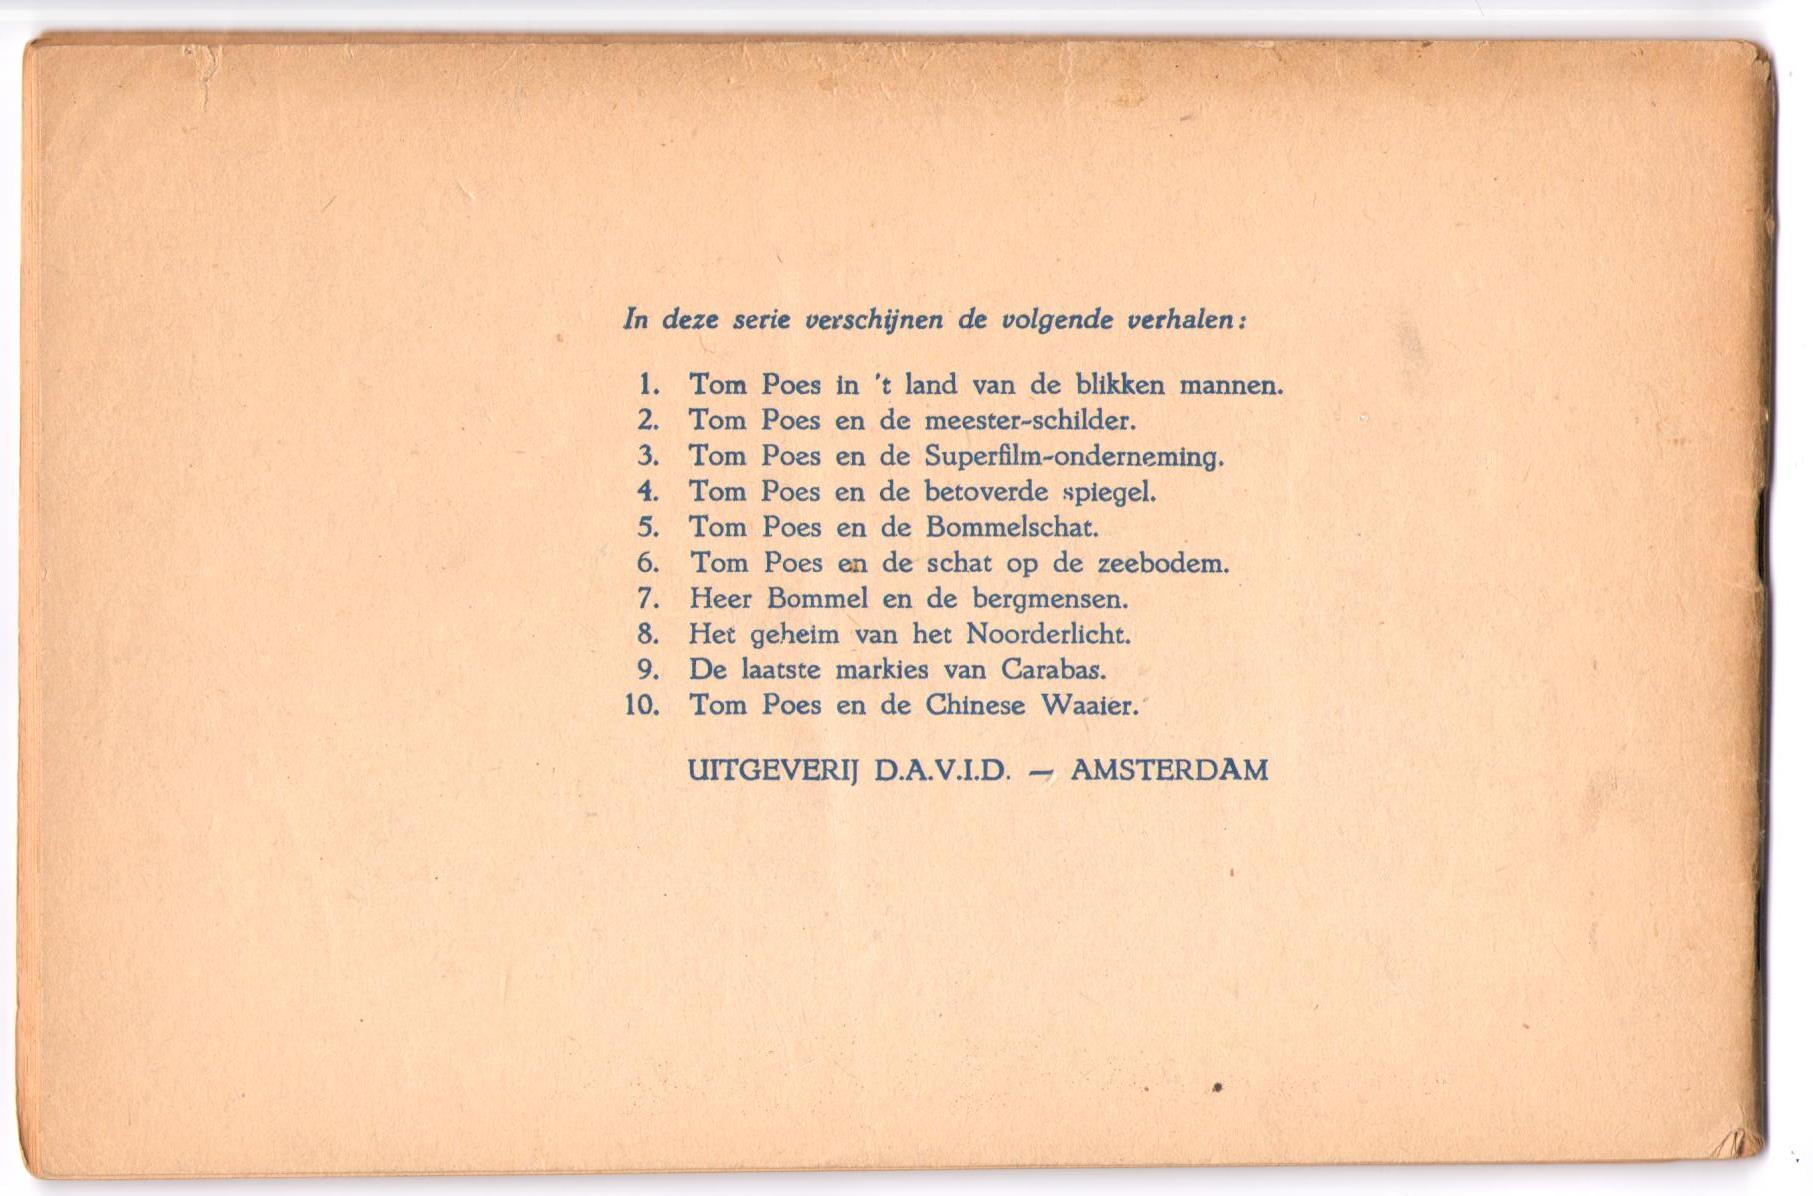 In deze serie verschijnen de volgende verhalen:
1. Tom Poes in 't land van de blikken mannen.
2. Tom Poes en de meester-schilder.
3. Tom Poes en de Superfilm-onderneming.
4. Tom Poes en de betoverde spiegel.
5. Tom Poes en de Bommelschat.
6. Tom Poes en de schat op de zeebodem.
7. Heer Bommel en de bergmensen.
8. Het geheim van het Noorderlicht.
9. De laatste markies van Carabas.
10. Tom Poes en de Chinese Waaier.
UITGEVERIJ D.A.V.I.D. — AMSTERDAM